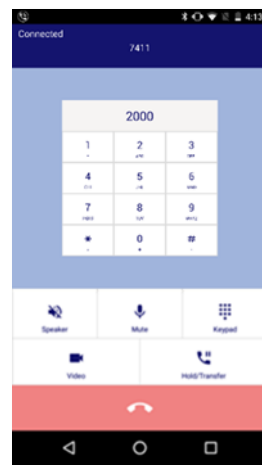 4:13
Connected
7411
2000
1 2 3
4 5 6
7 8 9
* 0 #
Speaker Mute Keypad
Video Hold/Transfer